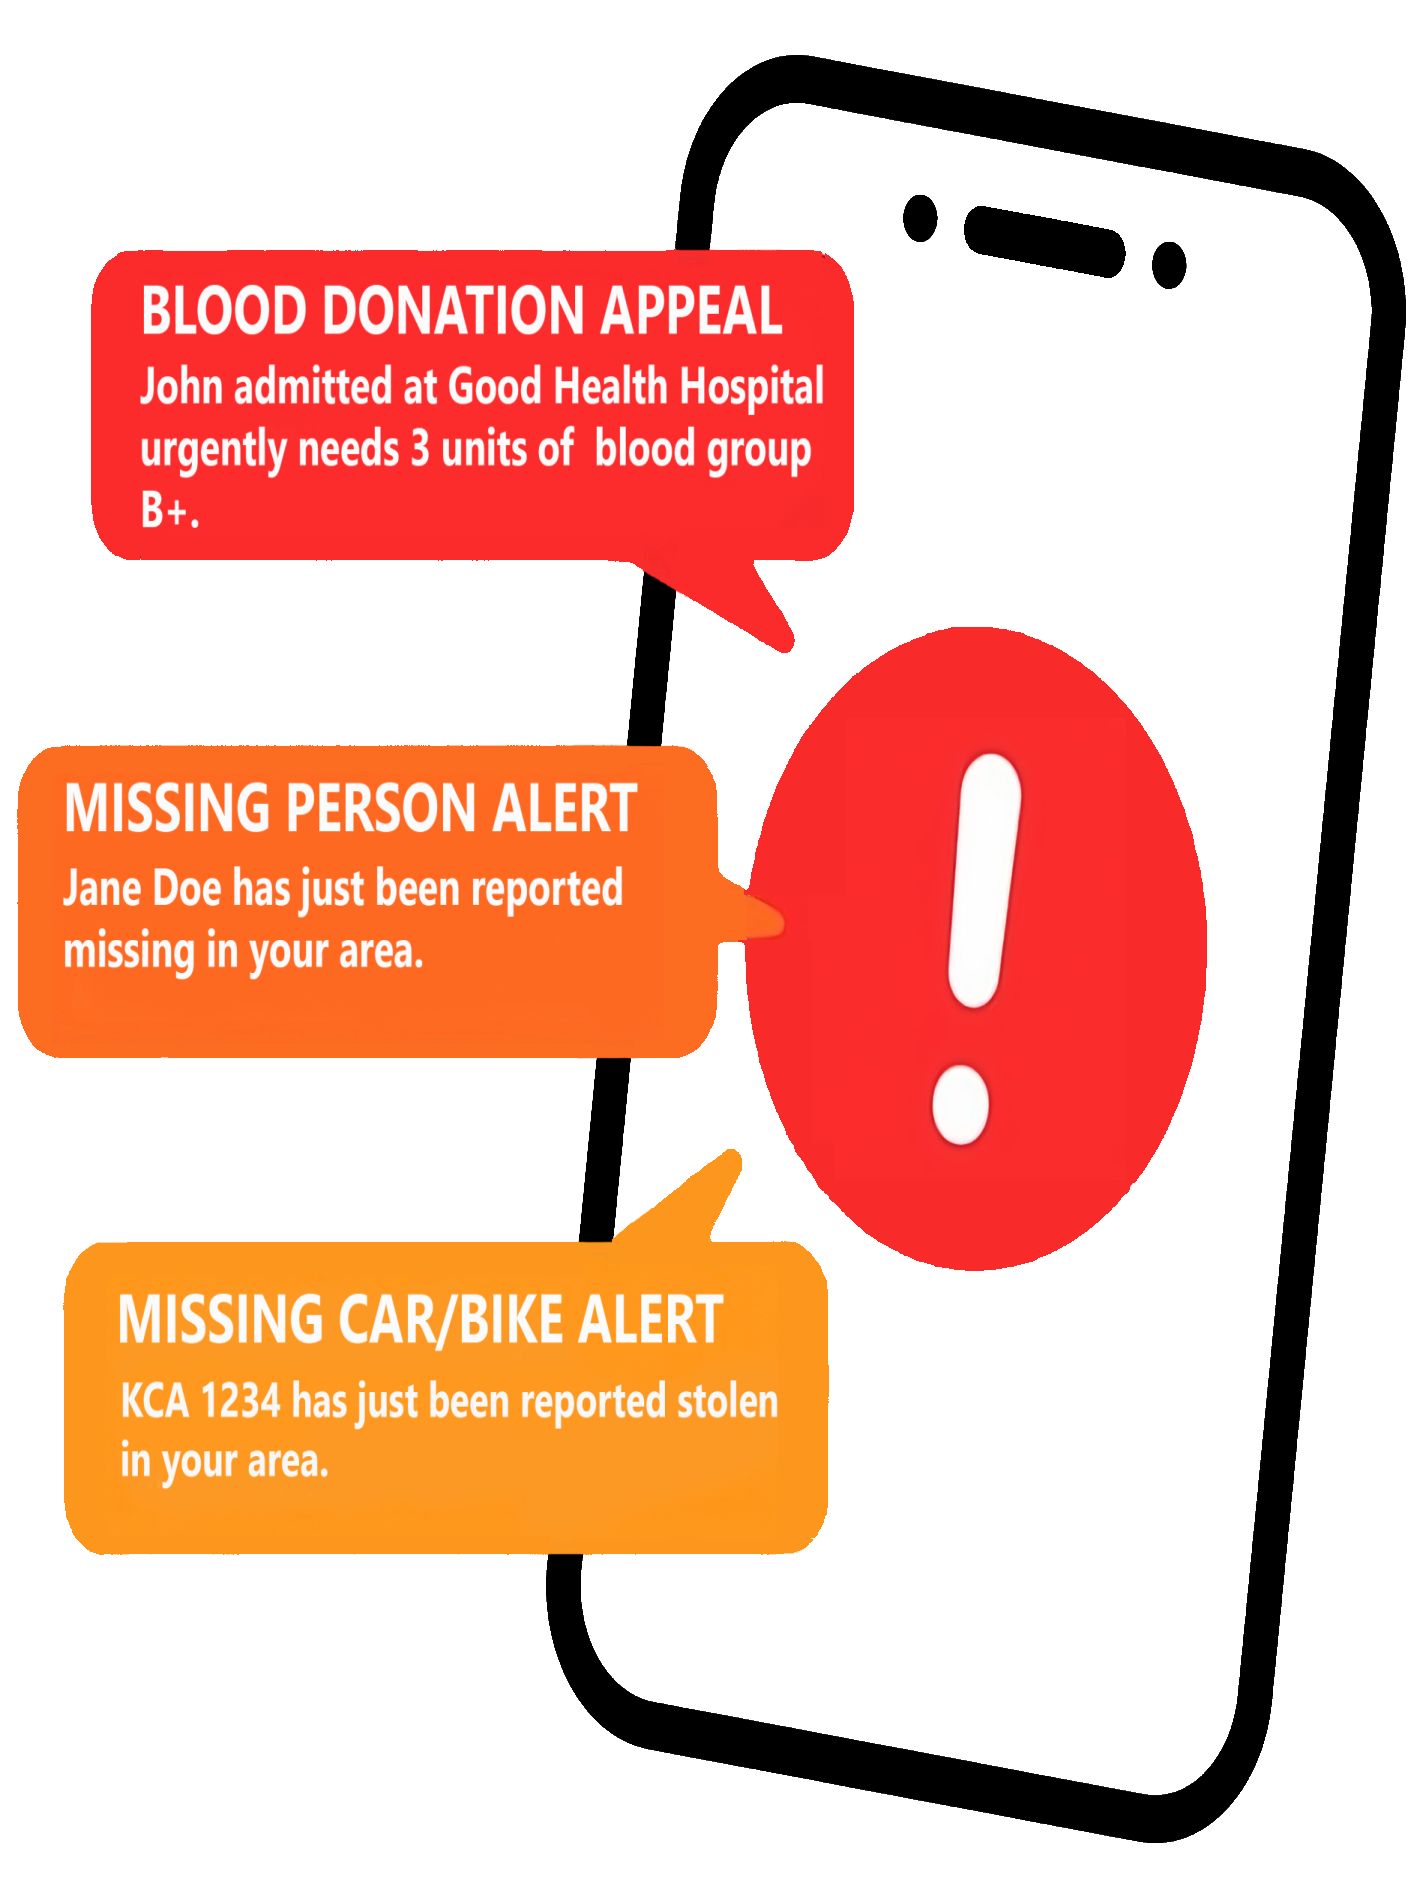 BLOOD DONATION APPEAL
John admitted at Good Health Hospital
urgently needs 3 units of  blood group
B+.
MISSING PERSON ALERT
Jane Doe has just been reported
missing in your area.
MISSING CAR/BIKE ALERT
KCA 1234 has just been reported stolen
in your area.